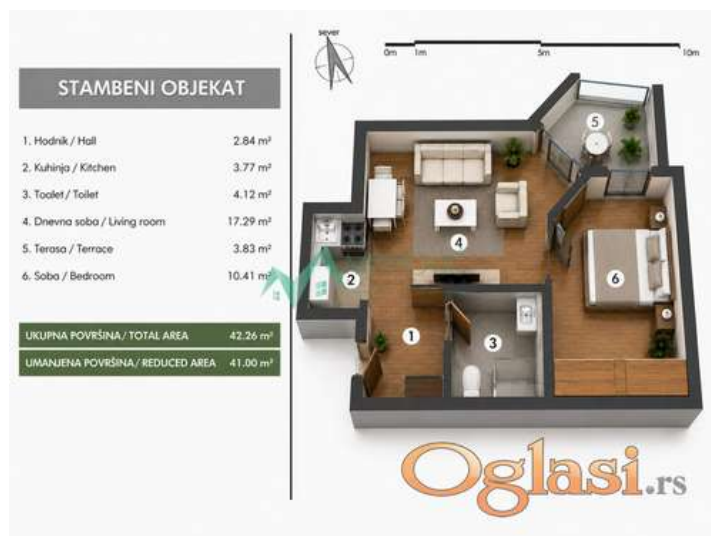 sever
0m 1m 5m 10m
STAMBENI OBJEKAT
1. Hodnik / Hall 2.84 m²
2. Kuhinja / Kitchen 3.77 m²
3. Toalet / Toilet 4.12 m²
4. Dnevna soba / Living room 17.29 m²
5. Terasa / Terrace 3.83 m²
6. Soba / Bedroom 10.41 m²
UKUPNA POVRŠINA / TOTAL AREA 42.26 m²
UMANJENA POVRŠINA / REDUCED AREA 41.00 m²
5
4
2
6
1
3
Oglasi.rs